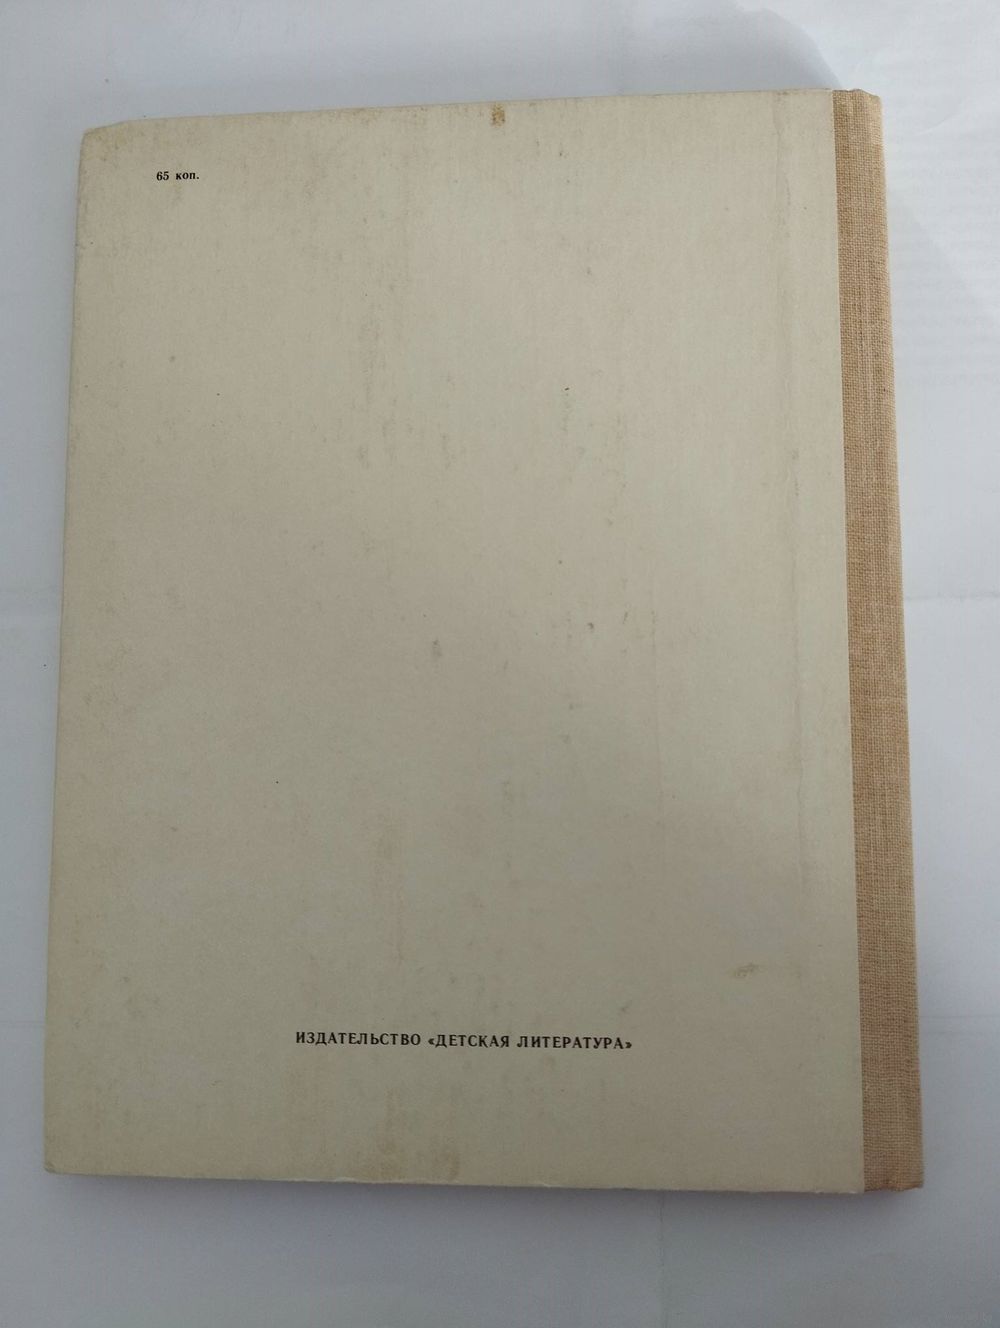 65 коп.
ИЗДАТЕЛЬСТВО «ДЕТСКАЯ ЛИТЕРАТУРА»